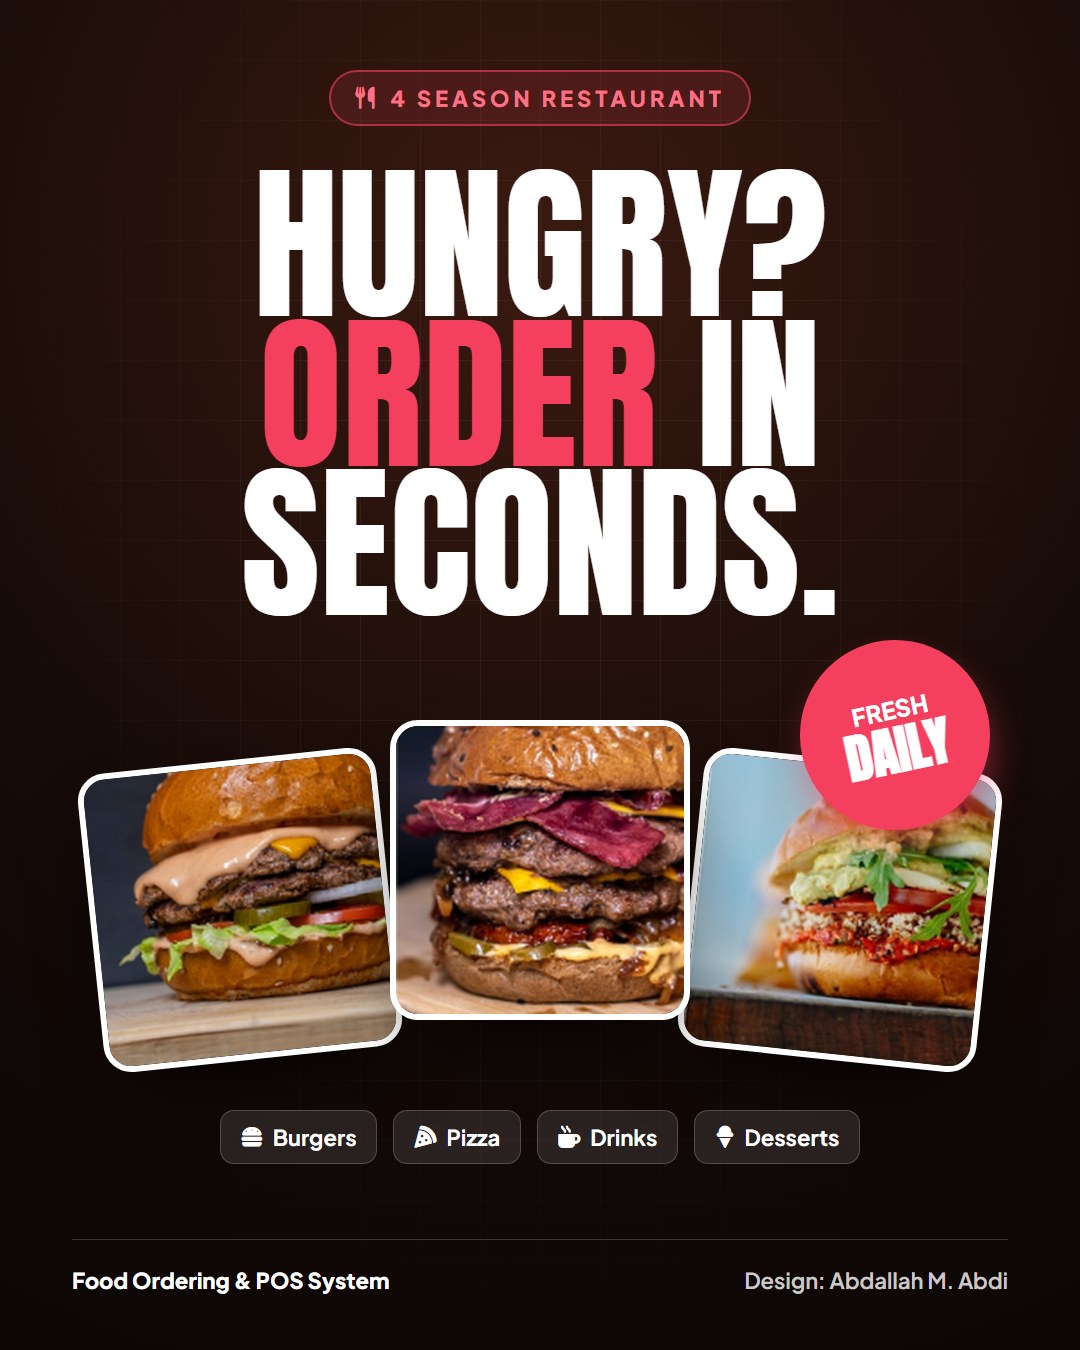 4 SEASON RESTAURANT
HUNGRY?
ORDER IN
SECONDS.
FRESH
DAILY
Burgers
Pizza
Drinks
Desserts
Food Ordering & POS System
Design: Abdallah M. Abdi